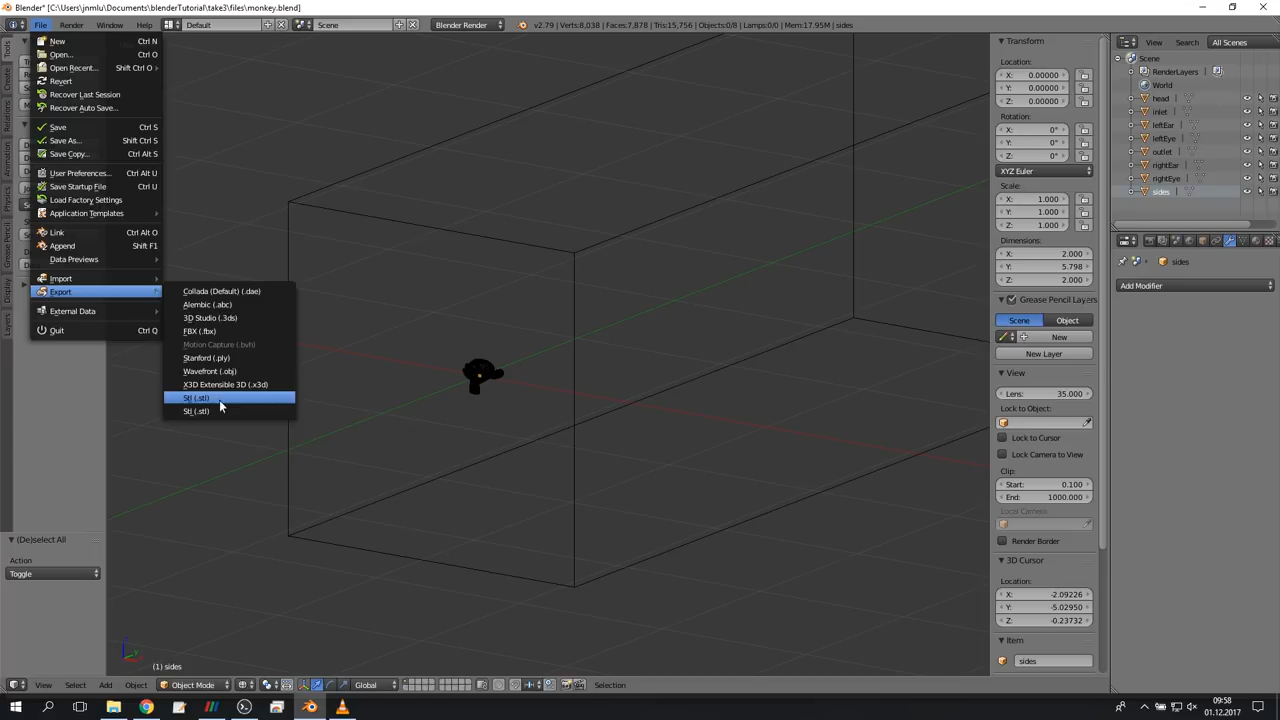 Blender* [C:\Users\jnmlu\Documents\blenderTutorial\take3\files\monkey.blend]
File Render Window Help Default Scene Blender Render v2.79 | Verts:8,038 | Faces:7,878 | Tris:15,756 | Objects:0/8 | Lamps:0/0 | Mem:17.95M | sides
New Ctrl N
Open... Ctrl O
Open Recent... Shift Ctrl O
Revert
Recover Last Session
Recover Auto Save...
Save Ctrl S
Save As... Shift Ctrl S
Save Copy... Ctrl Alt S
User Preferences... Ctrl Alt U
Save Startup File Ctrl U
Load Factory Settings
Application Templates
Link Ctrl Alt O
Append Shift F1
Data Previews
Import
Export
External Data
Quit Ctrl Q
Collada (Default) (.dae)
Alembic (.abc)
3D Studio (.3ds)
FBX (.fbx)
Motion Capture (.bvh)
Stanford (.ply)
Wavefront (.obj)
X3D Extensible 3D (.x3d)
Stl (.stl)
Stl (.stl)
Tools
Create
Relations
Animation
Physics
Grease Pencil
Display
Layers
(De)select All
Action
Toggle
(1) sides
View Select Add Object Object Mode Global Selection
Transform
Location:
X: 0.00000
Y: 0.00000
Z: 0.00000
Rotation:
X: 0°
Y: 0°
Z: 0°
XYZ Euler
Scale:
X: 1.000
Y: 1.000
Z: 1.000
Dimensions:
X: 2.000
Y: 5.798
Z: 2.000
Grease Pencil Layers
Scene Object
New
New Layer
View
Lens: 35.000
Lock to Object:
Lock to Cursor
Lock Camera to View
Clip:
Start: 0.100
End: 1000.000
Local Camera:
Render Border
3D Cursor
Location:
X: -2.09226
Y: -5.02950
Z: -0.23732
Item
sides
View Search All Scenes
Scene
RenderLayers
World
head
inlet
leftEar
leftEye
outlet
rightEar
rightEye
sides
sides
Add Modifier
09:58
01.12.2017